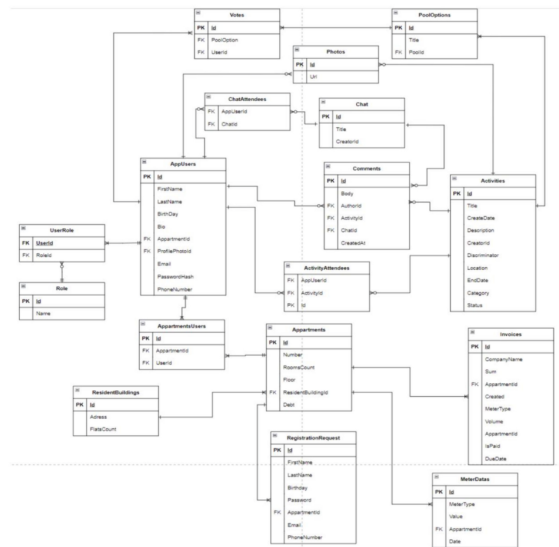 Votes
PK Id
FK PoolOption
FK UserId
PoolOptions
PK Id
Title
FK PoolId
Photos
PK Id
Url
ChatAttendees
FK AppUserId
FK ChatId
Chat
PK Id
Title
CreatorId
AppUsers
PK Id
FirstName
LastName
BirthDay
Bio
FK AppartmentId
FK ProfilePhotoId
Email
PasswordHash
PhoneNumber
Comments
PK Id
Body
FK AuthorId
FK ActivityId
FK ChatId
CreatedAt
Activities
PK Id
Title
CreateDate
Description
CreatorId
Discriminator
Location
EndDate
Category
Status
UserRole
FK UserId
FK RoleId
Role
PK Id
Name
ActivityAttendees
FK AppUserId
FK ActivityId
FK Id
AppartmentsUsers
PK Id
FK AppartmentId
FK UserId
Appartments
PK Id
Number
RoomsCount
Floor
FK ResidentBuildingId
Debt
Invoices
PK Id
CompanyName
Sum
FK AppartmentId
Created
MeterType
Volume
AppartmentId
IsPaid
DueDate
ResidentBuildings
PK Id
Adress
FlatsCount
RegistrationRequest
PK Id
FirstName
LastName
Birthday
Password
FK AppartmentId
Email
PhoneNumber
MeterDatas
PK Id
MeterType
Value
FK AppartmentId
Date